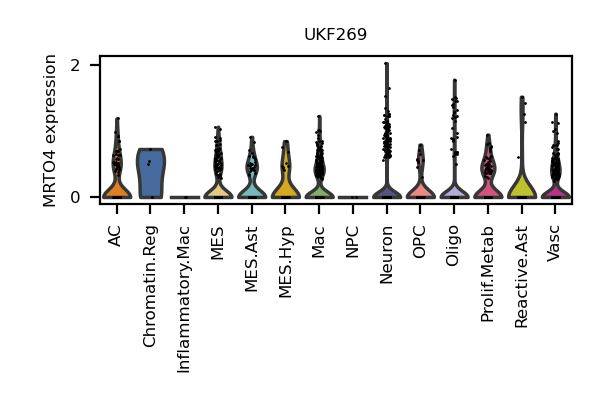 UKF269
MRTO4 expression
2
0
AC
Chromatin.Reg
Inflammatory.Mac
MES
MES.Ast
MES.Hyp
Mac
NPC
Neuron
OPC
Oligo
Prolif.Metab
Reactive.Ast
Vasc